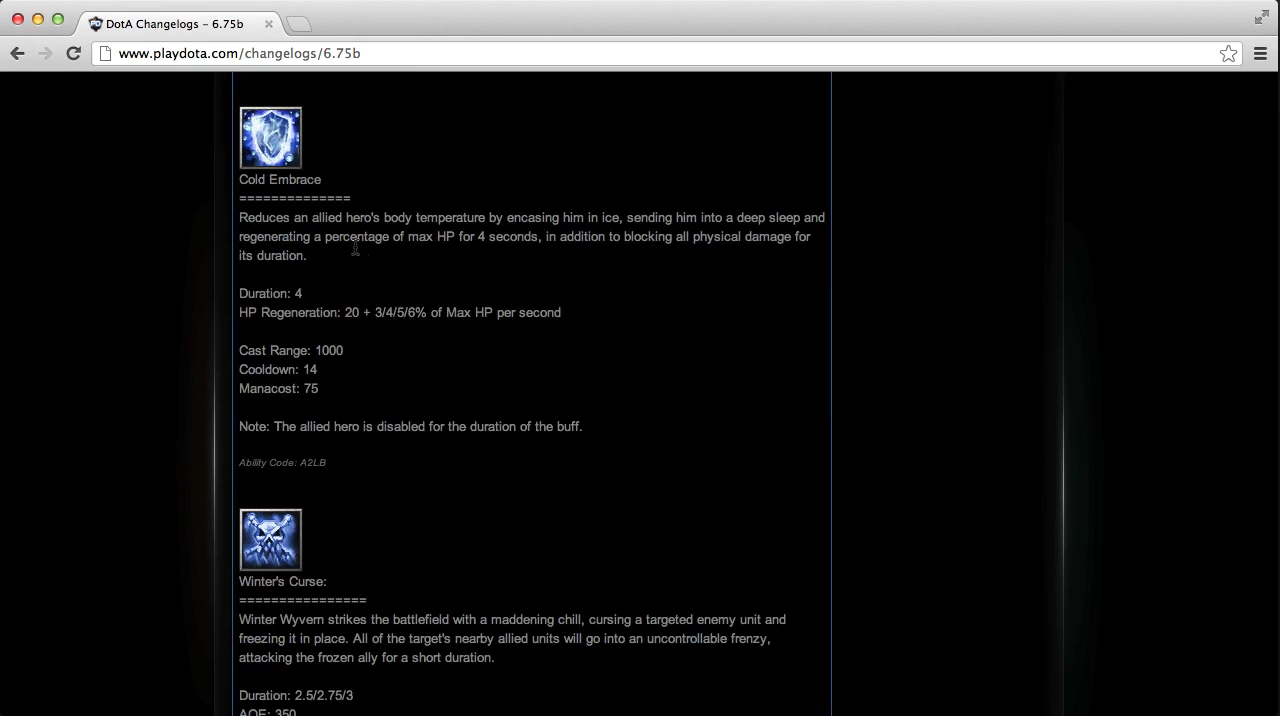 DotA Changelogs - 6.75b
www.playdota.com/changelogs/6.75b
Cold Embrace
==============
Reduces an allied hero's body temperature by encasing him in ice, sending him into a deep sleep and
regenerating a percentage of max HP for 4 seconds, in addition to blocking all physical damage for
its duration.
Duration: 4
HP Regeneration: 20 + 3/4/5/6% of Max HP per second
Cast Range: 1000
Cooldown: 14
Manacost: 75
Note: The allied hero is disabled for the duration of the buff.
Ability Code: A2LB
Winter's Curse:
================
Winter Wyvern strikes the battlefield with a maddening chill, cursing a targeted enemy unit and
freezing it in place. All of the target's nearby allied units will go into an uncontrollable frenzy,
attacking the frozen ally for a short duration.
Duration: 2.5/2.75/3
AOE: 350